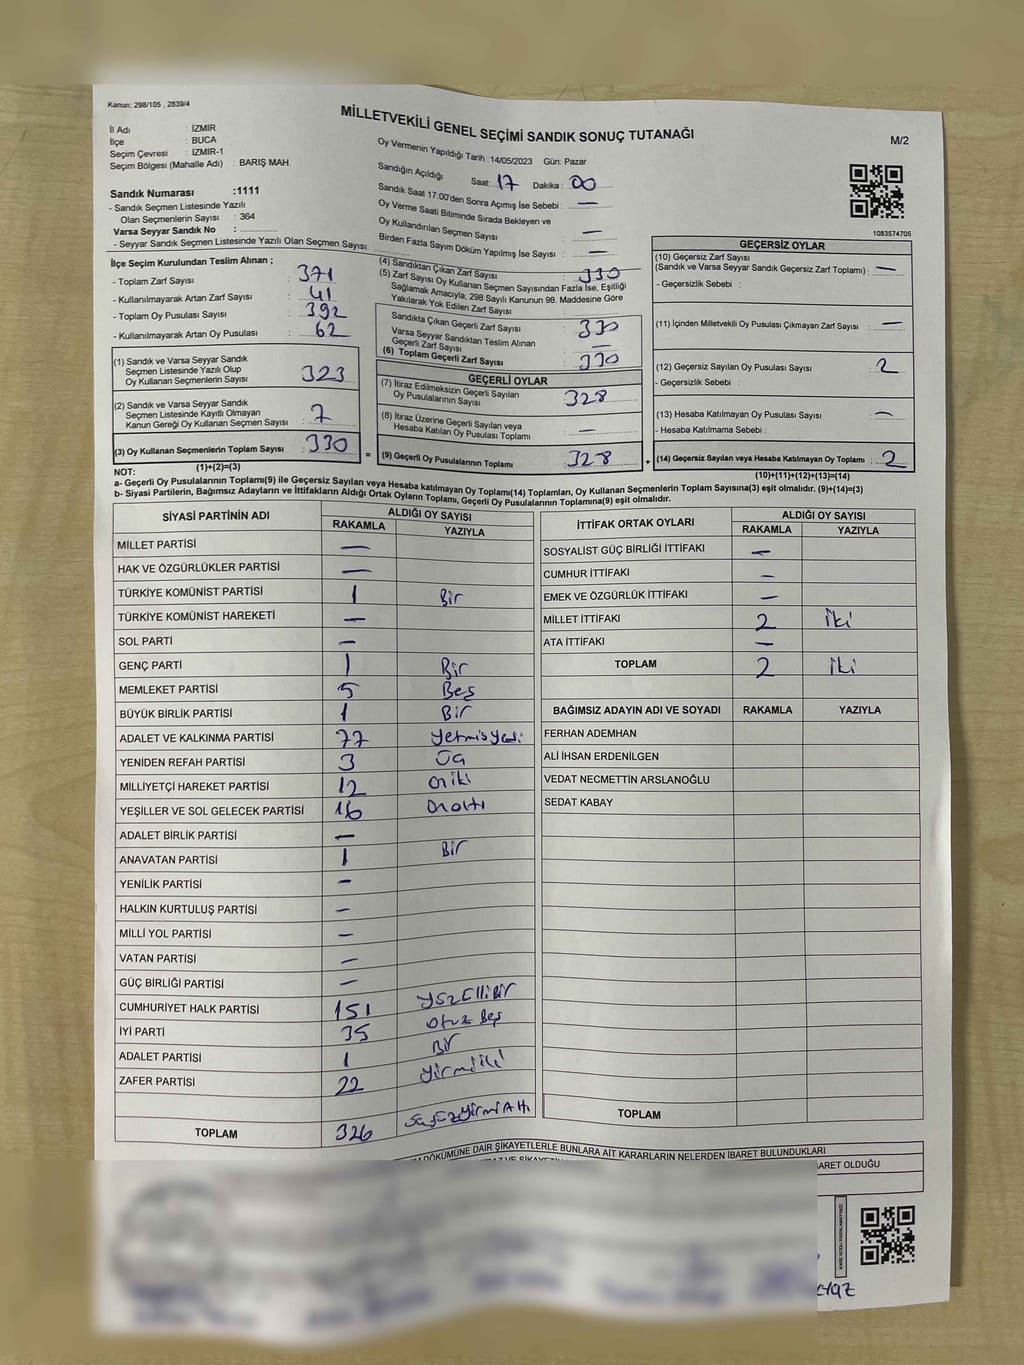 Kanun: 298/105 , 2839/4
MİLLETVEKİLİ GENEL SEÇİMİ SANDIK SONUÇ TUTANAĞI
M/2
İl Adı : İZMİR
İlçe : BUCA
Seçim Çevresi : İZMİR-1
Seçim Bölgesi (Mahalle Adı) : BARIŞ MAH.
Sandık Numarası :1111
- Sandık Seçmen Listesinde Yazılı
Olan Seçmenlerin Sayısı : 364
Varsa Seyyar Sandık No :
- Seyyar Sandık Seçmen Listesinde Yazılı Olan Seçmen Sayısı:
Oy Vermenin Yapıldığı Tarih :14/05/2023 Gün: Pazar
Sandığın Açıldığı Saat: 17 Dakika : 00
Sandık Saat 17:00'den Sonra Açımış İse Sebebi : —
Oy Verme Saati Bitiminde Sırada Bekleyen ve
Oy Kullandırılan Seçmen Sayısı : —
Birden Fazla Sayım Döküm Yapılmış İse Sayısı : —
1083574705
İlçe Seçim Kurulundan Teslim Alınan ;
- Toplam Zarf Sayısı : 371
- Kullanılmayarak Artan Zarf Sayısı : 41
- Toplam Oy Pusulası Sayısı : 392
- Kullanılmayarak Artan Oy Pusulası : 62
(1) Sandık ve Varsa Seyyar Sandık
Seçmen Listesinde Yazılı Olup
Oy Kullanan Seçmenlerin Sayısı : 323
(2) Sandık ve Varsa Seyyar Sandık
Seçmen Listesinde Kayıtlı Olmayan
Kanun Gereği Oy Kullanan Seçmen Sayısı : 7
(3) Oy Kullanan Seçmenlerin Toplam Sayısı : 330
(1)+(2)=(3)
(4) Sandıktan Çıkan Zarf Sayısı : 330
(5) Zarf Sayısı Oy Kullanan Seçmen Sayısından Fazla İse, Eşitliği
Sağlamak Amacıyla, 298 Sayılı Kanunun 98. Maddesine Göre
Yakılarak Yok Edilen Zarf Sayısı :
Sandıkta Çıkan Geçerli Zarf Sayısı : 330
Varsa Seyyar Sandıktan Teslim Alınan
Geçerli Zarf Sayısı : —
(6) Toplam Geçerli Zarf Sayısı : 330
GEÇERLİ OYLAR
(7) İtiraz Edilmeksizin Geçerli Sayılan
Oy Pusulalarının Sayısı : 328
(8) İtiraz Üzerine Geçerli Sayılan veya
Hesaba Katılan Oy Pusulası Toplamı : —
= (9) Geçerli Oy Pusulalarının Toplamı : 328
GEÇERSİZ OYLAR
(10) Geçersiz Zarf Sayısı
(Sandık ve Varsa Seyyar Sandık Geçersiz Zarf Toplamı) : —
- Geçersizlik Sebebi :
(11) İçinden Milletvekili Oy Pusulası Çıkmayan Zarf Sayısı : —
(12) Geçersiz Sayılan Oy Pusulası Sayısı : 2
- Geçersizlik Sebebi :
(13) Hesaba Katılmayan Oy Pusulası Sayısı : —
- Hesaba Katılmama Sebebi :
+ (14) Geçersiz Sayılan veya Hesaba Katılmayan Oy Toplamı : 2
(10)+(11)+(12)+(13)=(14)
NOT:
a- Geçerli Oy Pusulalarının Toplamı(9) ile Geçersiz Sayılan veya Hesaba katılmayan Oy Toplamı(14) Toplamları, Oy Kullanan Seçmenlerin Toplam Sayısına(3) eşit olmalıdır. (9)+(14)=(3)
b- Siyasi Partilerin, Bağımsız Adayların ve İttifakların Aldığı Ortak Oyların Toplamı, Geçerli Oy Pusulalarının Toplamına(9) eşit olmalıdır.
SİYASİ PARTİNİN ADI ALDIĞI OY SAYISI
RAKAMLA YAZIYLA
MİLLET PARTİSİ —
HAK VE ÖZGÜRLÜKLER PARTİSİ —
TÜRKİYE KOMÜNİST PARTİSİ 1 Bir
TÜRKİYE KOMÜNİST HAREKETİ —
SOL PARTİ —
GENÇ PARTİ 1 Bir
MEMLEKET PARTİSİ 5 Beş
BÜYÜK BİRLİK PARTİSİ 1 Bir
ADALET VE KALKINMA PARTİSİ 77 yetmişyedi
YENİDEN REFAH PARTİSİ 3 Üç
MİLLİYETÇİ HAREKET PARTİSİ 12 oniki
YEŞİLLER VE SOL GELECEK PARTİSİ 16 onaltı
ADALET BİRLİK PARTİSİ —
ANAVATAN PARTİSİ 1 Bir
YENİLİK PARTİSİ —
HALKIN KURTULUŞ PARTİSİ —
MİLLİ YOL PARTİSİ —
VATAN PARTİSİ —
GÜÇ BİRLİĞİ PARTİSİ —
CUMHURİYET HALK PARTİSİ 151 yüzElliBir
İYİ PARTİ 35 otuz Beş
ADALET PARTİSİ 1 Bir
ZAFER PARTİSİ 22 yirmiiki
TOPLAM 326
İTTİFAK ORTAK OYLARI ALDIĞI OY SAYISI
RAKAMLA YAZIYLA
SOSYALİST GÜÇ BİRLİĞİ İTTİFAKI —
CUMHUR İTTİFAKI —
EMEK VE ÖZGÜRLÜK İTTİFAKI —
MİLLET İTTİFAKI 2 iki
ATA İTTİFAKI —
TOPLAM 2 iki
BAĞIMSIZ ADAYIN ADI VE SOYADI RAKAMLA YAZIYLA
FERHAN ADEMHAN
ALİ İHSAN ERDENİLGEN
VEDAT NECMETTİN ARSLANOĞLU
SEDAT KABAY
TOPLAM
DÖKÜMÜNE DAİR ŞİKAYETLERLE BUNLARA AİT KARARLARIN NELERDEN İBARET BULUNDUKLARI
OLDUĞU